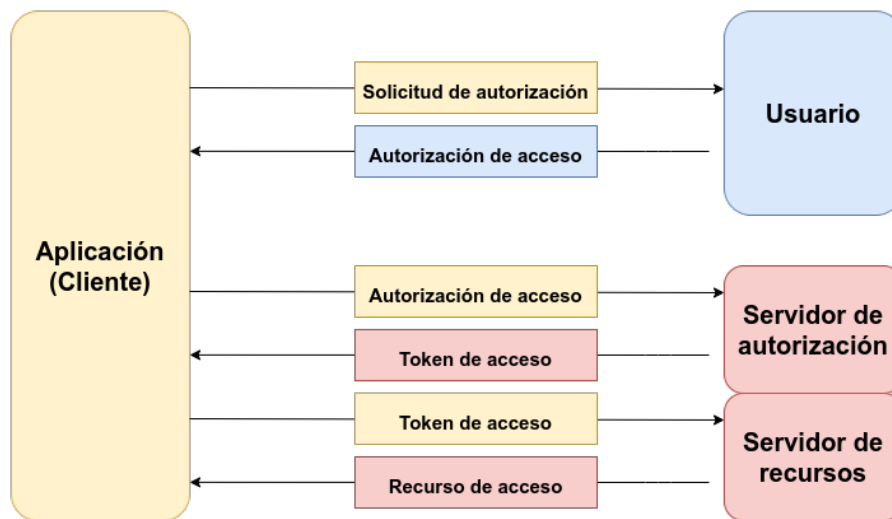 Solicitud de autorización
Usuario
Autorización de acceso
Aplicación
(Cliente)
Autorización de acceso
Servidor de
autorización
Token de acceso
Token de acceso
Servidor de
recursos
Recurso de acceso